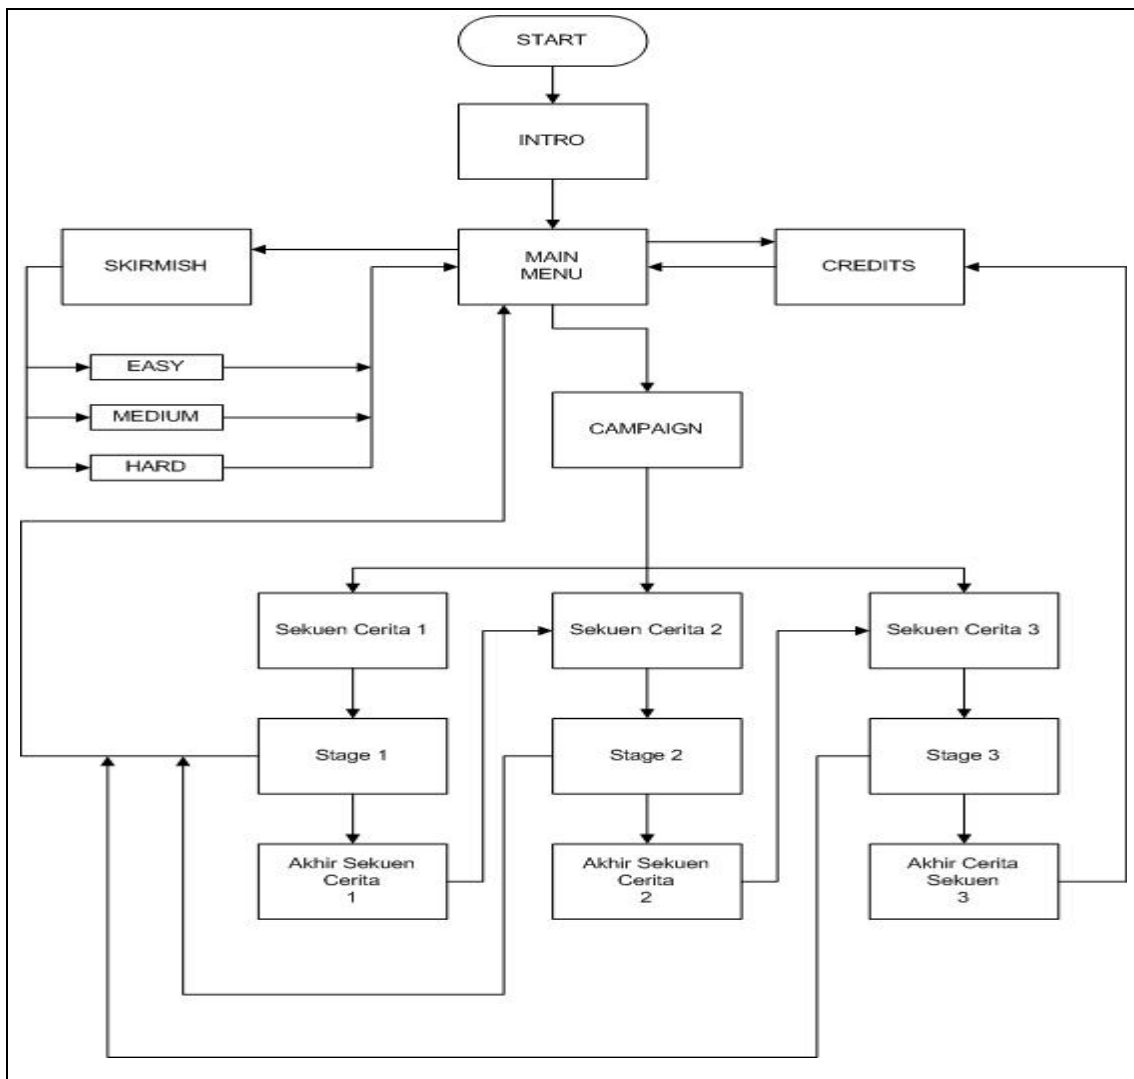 START
INTRO
SKIRMISH
MAIN
MENU
CREDITS
EASY
MEDIUM
HARD
CAMPAIGN
Sekuen Cerita 1
Sekuen Cerita 2
Sekuen Cerita 3
Stage 1
Stage 2
Stage 3
Akhir Sekuen
Cerita
1
Akhir Sekuen
Cerita
2
Akhir Cerita
Sekuen
3